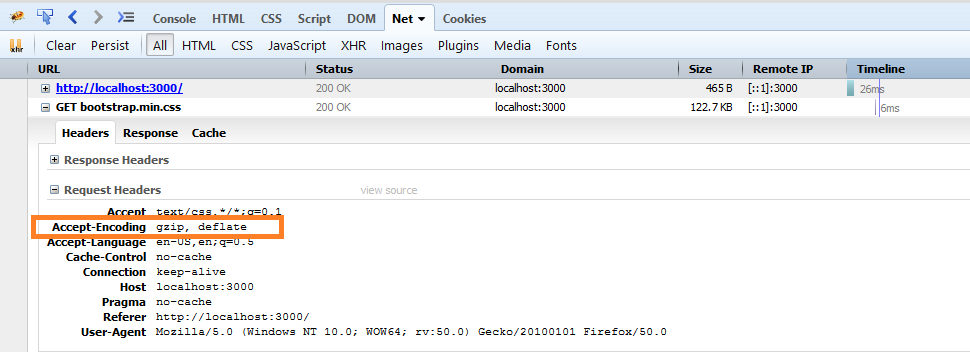 Console HTML CSS Script DOM Net Cookies
xhr Clear Persist All HTML CSS JavaScript XHR Images Plugins Media Fonts
URL Status Domain Size Remote IP Timeline
http://localhost:3000/ 200 OK localhost:3000 465 B [::1]:3000 26ms
GET bootstrap.min.css 200 OK localhost:3000 122.7 KB [::1]:3000 6ms
Headers Response Cache
Response Headers
Request Headers view source
Accept text/css,*/*;q=0.1
Accept-Encoding gzip, deflate
Accept-Language en-US,en;q=0.5
Cache-Control no-cache
Connection keep-alive
Host localhost:3000
Pragma no-cache
Referer http://localhost:3000/
User-Agent Mozilla/5.0 (Windows NT 10.0; WOW64; rv:50.0) Gecko/20100101 Firefox/50.0